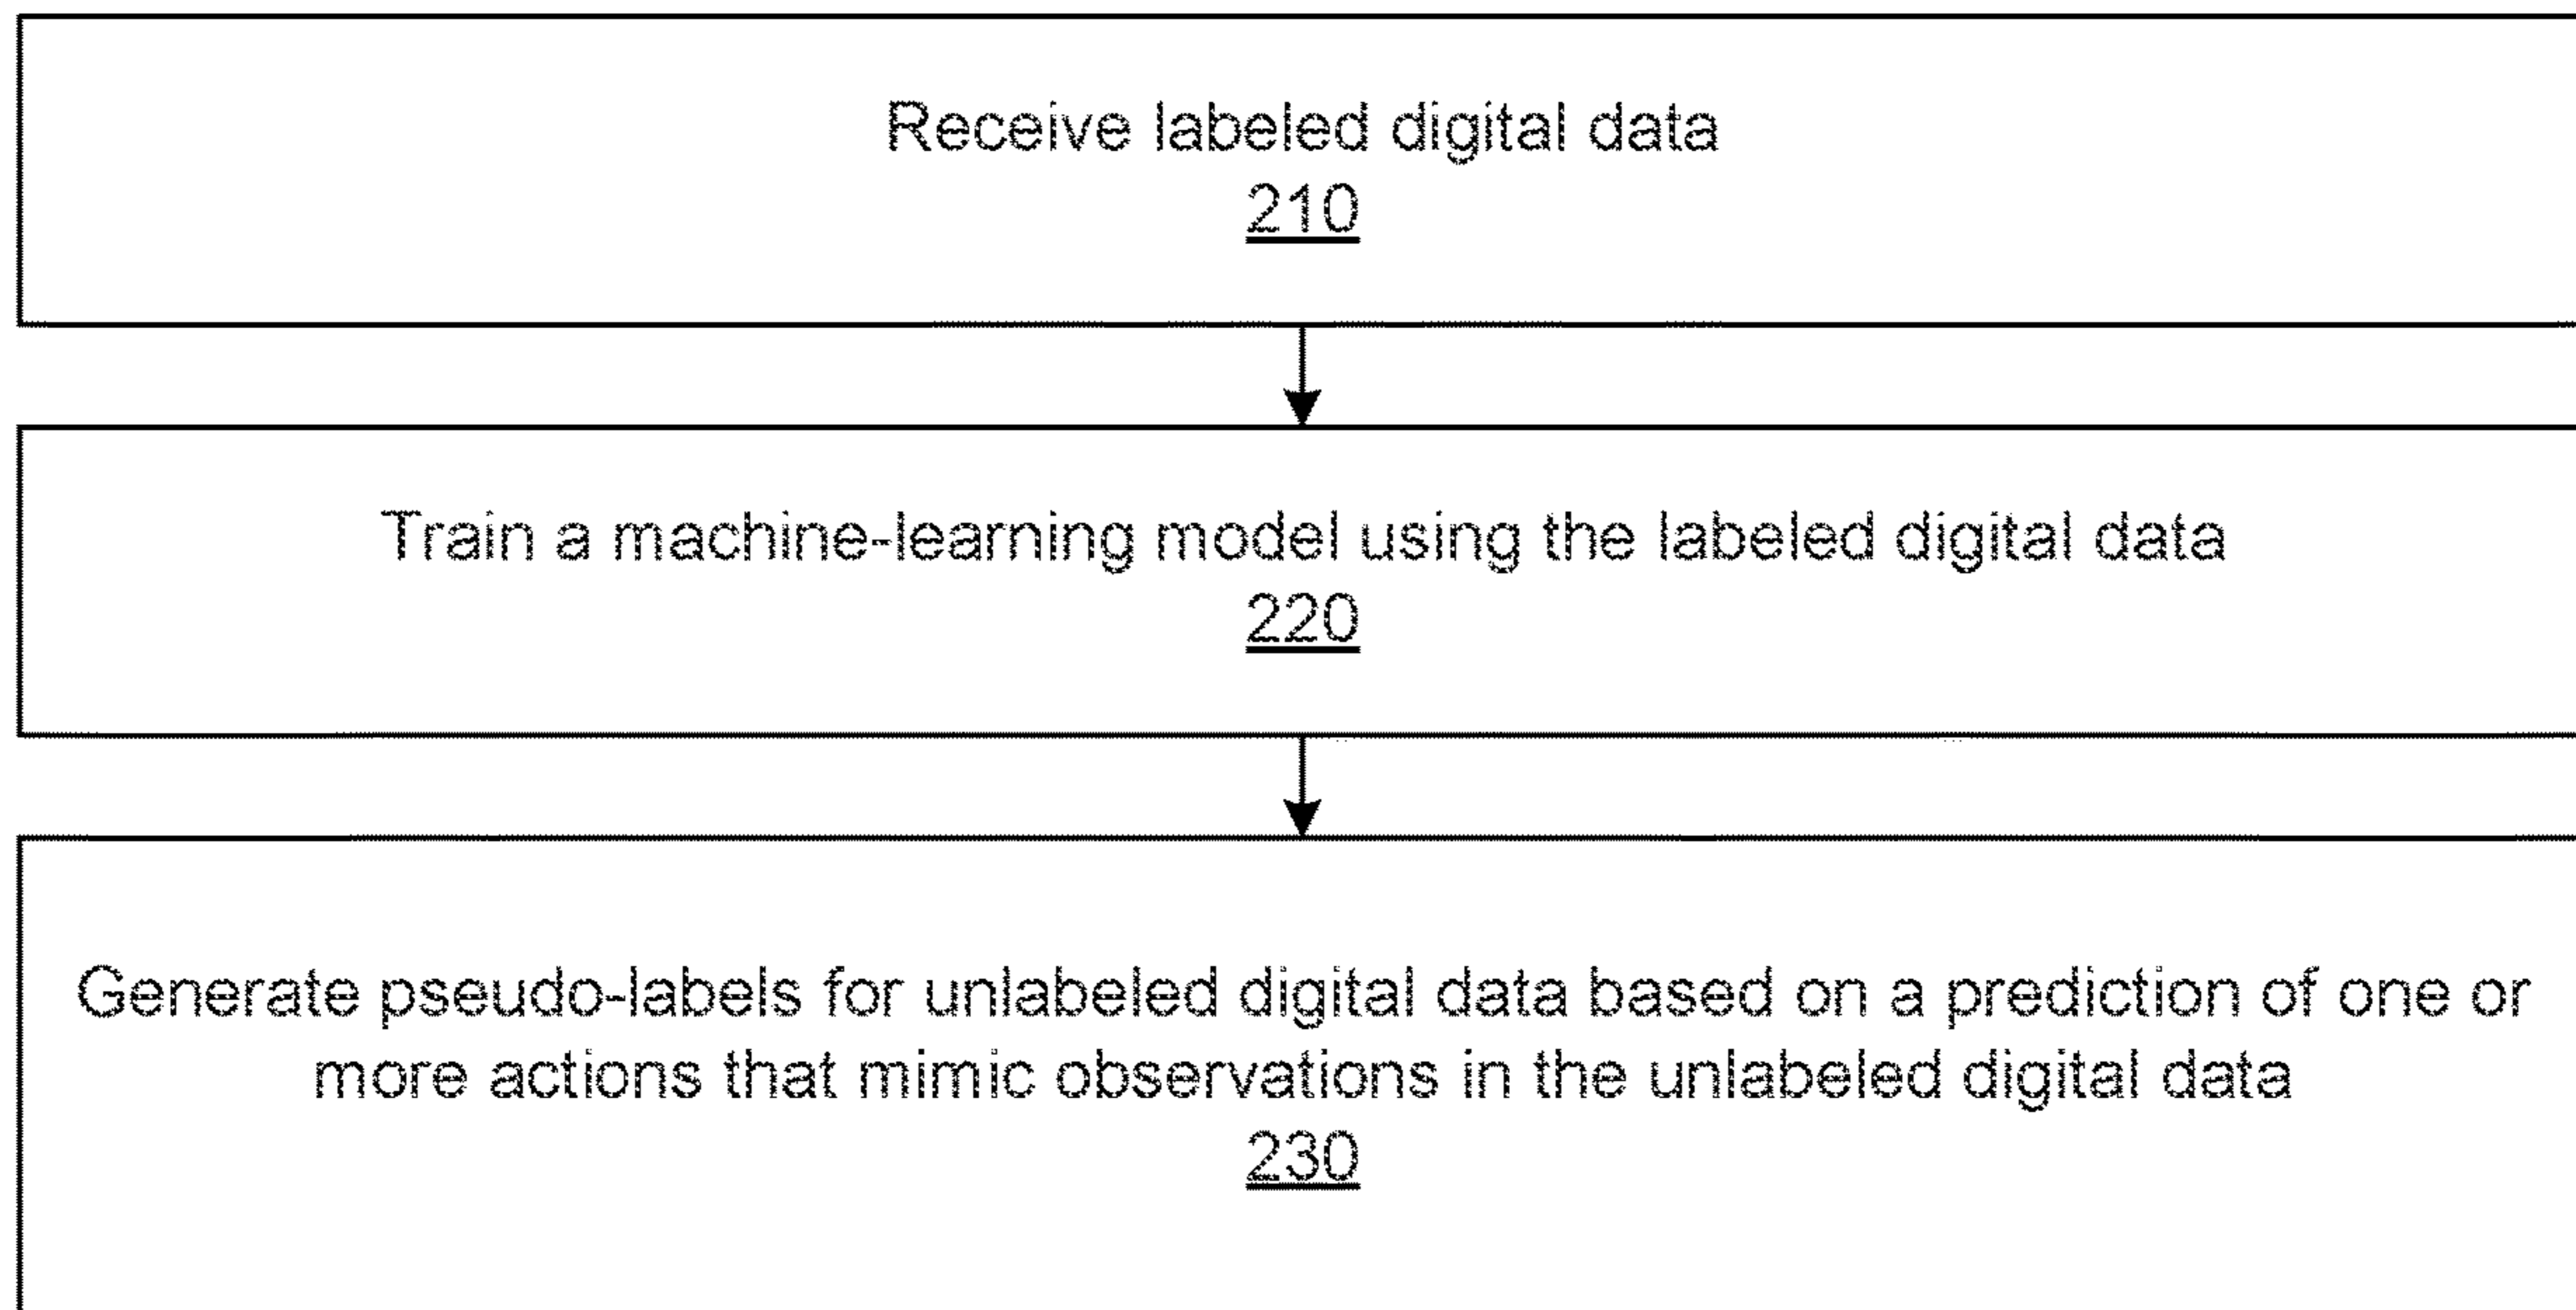 Receive labeled digital data
210
Train a machine-learning model using the labeled digital data
220
Generate pseudo-labels for unlabeled digital data based on a prediction of one or
more actions that mimic observations in the unlabeled digital data
230